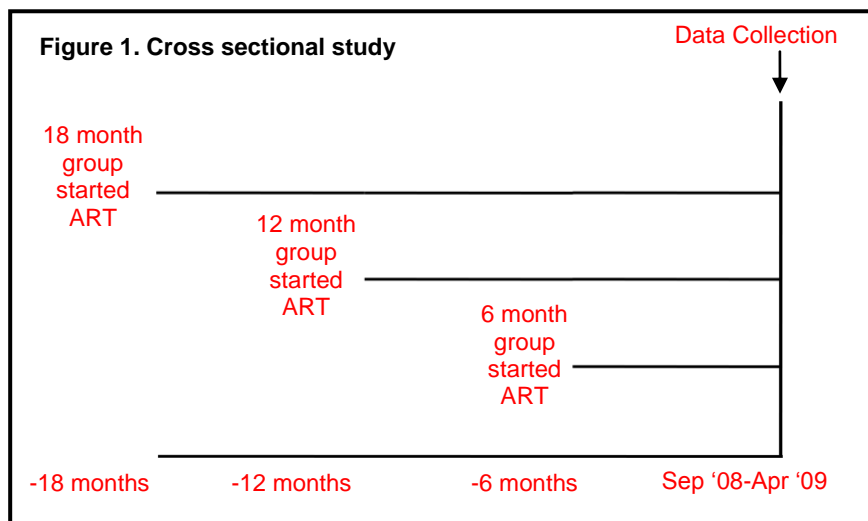 Figure 1. Cross sectional study
Data Collection
18 month
group
started
ART
12 month
group
started
ART
6 month
group
started
ART
-18 months
-12 months
-6 months
Sep ‘08-Apr ‘09